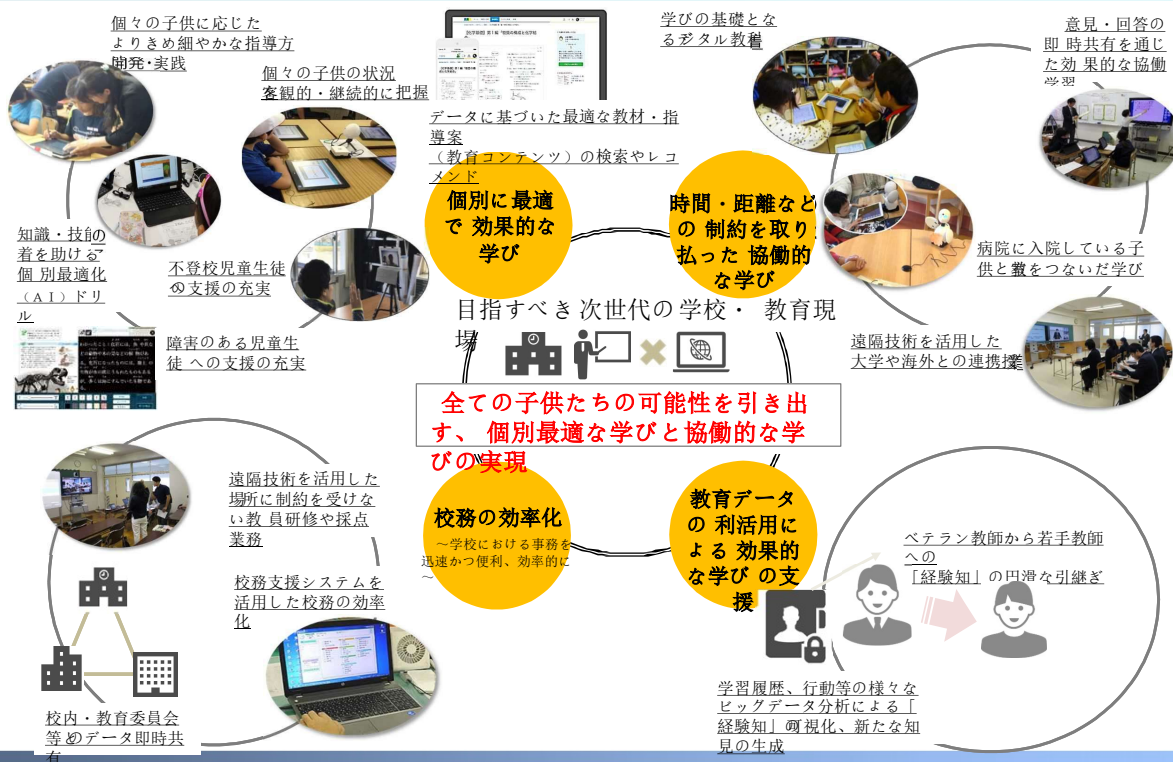 個々の子供に応じた
よりきめ細やかな指導方
開発・実践
個々の子供の状況
客観的・継続的に把握
データに基づいた最適な教材・指
導案
（教育コンテンツ）の検索やレコ
メンド
学びの基礎とな
るデジタル教科
意見・回答の
即 時共有を通じ
た効 果的な協働
学習
個別に最適
で 効果的な
学び
時間・距離など
の 制約を取り
払った 協働的
な学び
知識・技能の
着を助ける
個 別最適化
（ＡＩ）ドリ
ル
不登校児童生徒
の支援の充実
障害のある児童生
徒 への支援の充実
病院に入院している子
供と教をつないだ学び
遠隔技術を活用した
大学や海外との連携授
目指すべき 次世代の 学校・ 教育現
場
全ての子供たちの可能性を引き出
す、 個別最適な学びと協働的な学
びの実現
遠隔技術を活用した
場所に制約を受けな
い教 員研修や採点
業務
校務の効率化
～学校における事務を
迅速かつ便利、効率的に
～
教育データ
の 利活用に
よる 効果的
な学び の支
援
ベテラン教師から若手教師
への
「経験知」の円滑な引継ぎ
校務支援システムを
活用した校務の効率
化
校内・教育委員会
等とのデータ即時共
有
学習履歴、行動等の様々な
ビッグデータ分析による「
経験知」の可視化、新たな知
見の生成